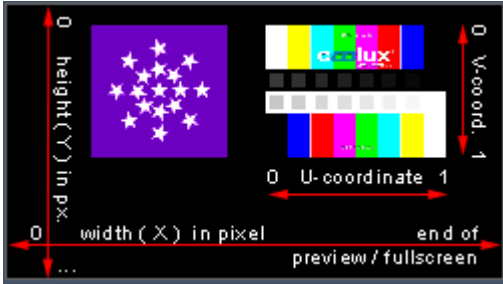 0 height(Y) in px. ...
coolux
0 V-coord. 1
0 U-coordinate 1
0 width(X) in pixel end of
preview/fullscreen